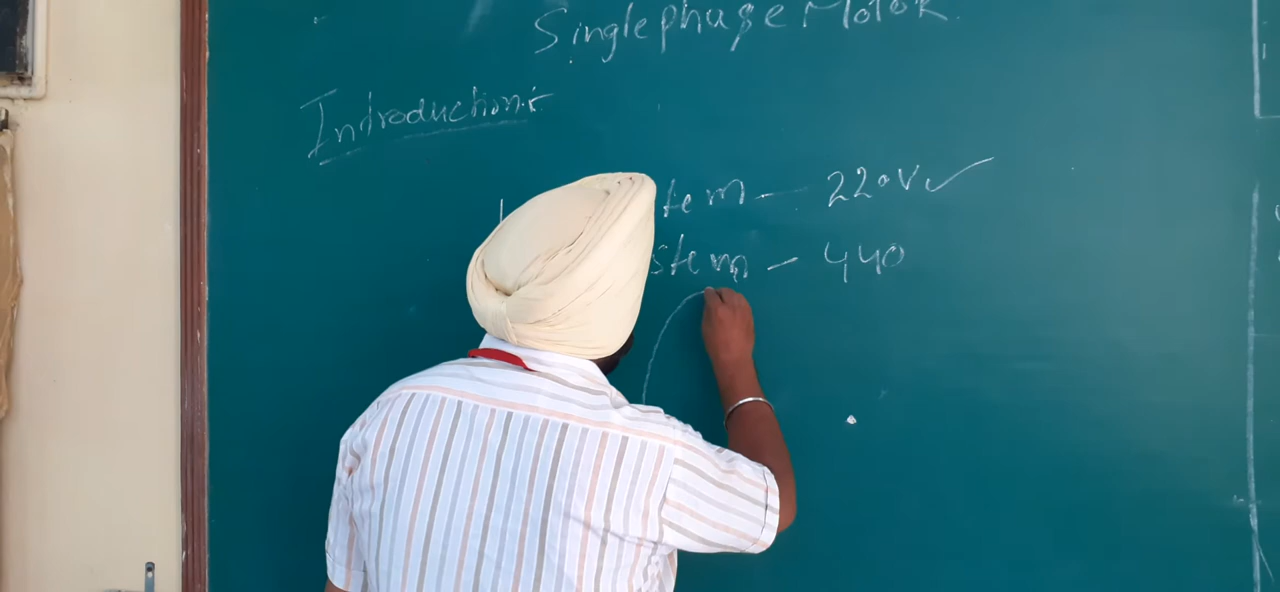 Single phase Motor
Introduction:-
tem - 220V ✓
stem - 440